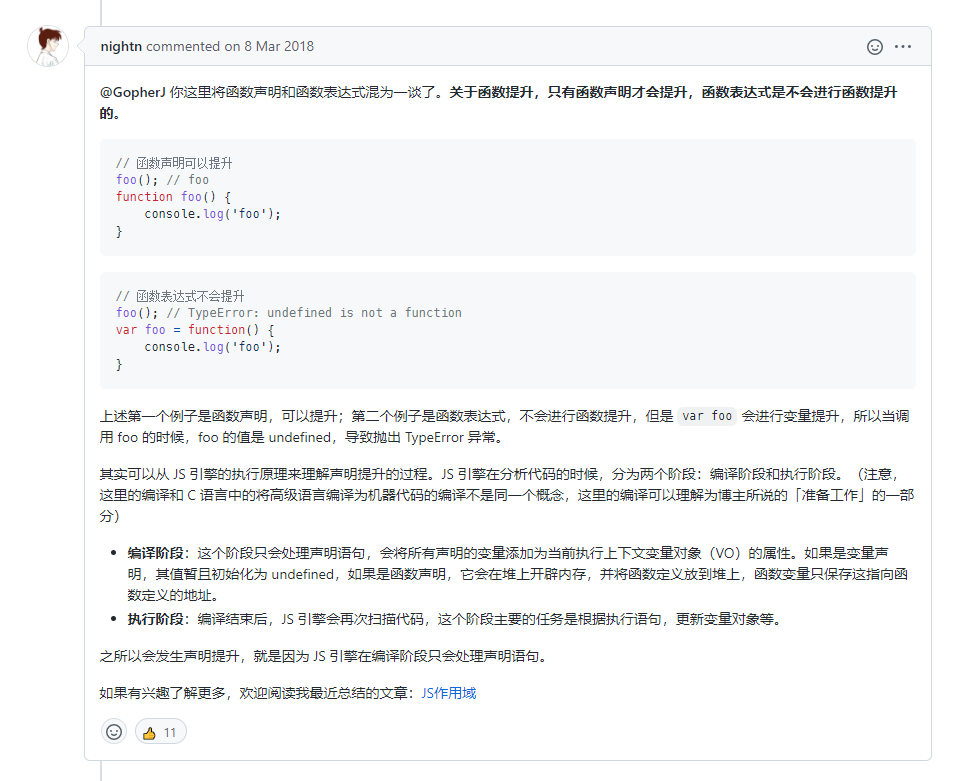 nightn commented on 8 Mar 2018
@GopherJ 你这里将函数声明和函数表达式混为一谈了。关于函数提升，只有函数声明才会提升，函数表达式是不会进行函数提升
的。
// 函数声明可以提升
foo(); // foo
function foo() {
    console.log('foo');
}
// 函数表达式不会提升
foo(); // TypeError: undefined is not a function
var foo = function() {
    console.log('foo');
}
上述第一个例子是函数声明，可以提升；第二个例子是函数表达式，不会进行函数提升，但是 var foo 会进行变量提升，所以当调
用 foo 的时候，foo 的值是 undefined，导致抛出 TypeError 异常。
其实可以从 JS 引擎的执行原理来理解声明提升的过程。JS 引擎在分析代码的时候，分为两个阶段：编译阶段和执行阶段。（注意，
这里的编译和 C 语言中的将高级语言编译为机器代码的编译不是同一个概念，这里的编译可以理解为博主所说的「准备工作」的一部
分）
• 编译阶段：这个阶段只会处理声明语句，会将所有声明的变量添加为当前执行上下文变量对象（VO）的属性。如果是变量声
明，其值暂且初始化为 undefined，如果是函数声明，它会在堆上开辟内存，并将函数定义放到堆上，函数变量只保存这指向函
数定义的地址。
• 执行阶段：编译结束后，JS 引擎会再次扫描代码，这个阶段主要的任务是根据执行语句，更新变量对象等。
之所以会发生声明提升，就是因为 JS 引擎在编译阶段只会处理声明语句。
如果有兴趣了解更多，欢迎阅读我最近总结的文章：JS作用域
11